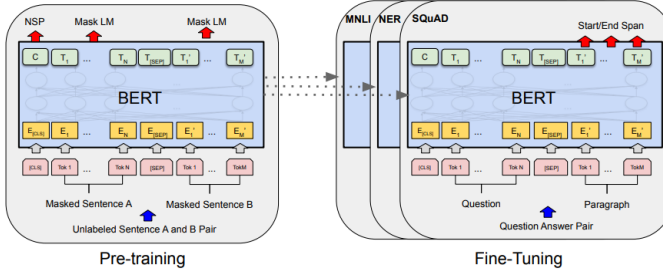 NSP Mask LM Mask LM
C T1 ... TN T[SEP] T1' ... TM'
BERT
E[CLS] E1 ... EN E[SEP] E1' ... EM'
[CLS] Tok 1 ... Tok N [SEP] Tok 1 ... TokM
Masked Sentence A Masked Sentence B
Unlabeled Sentence A and B Pair
Pre-training
MNLI NER SQuAD
Start/End Span
C T1 ... TN T[SEP] T1' ... TM'
BERT
E[CLS] E1 ... EN E[SEP] E1' ... EM'
[CLS] Tok 1 ... Tok N [SEP] Tok 1 ... TokM
Question Paragraph
Question Answer Pair
Fine-Tuning